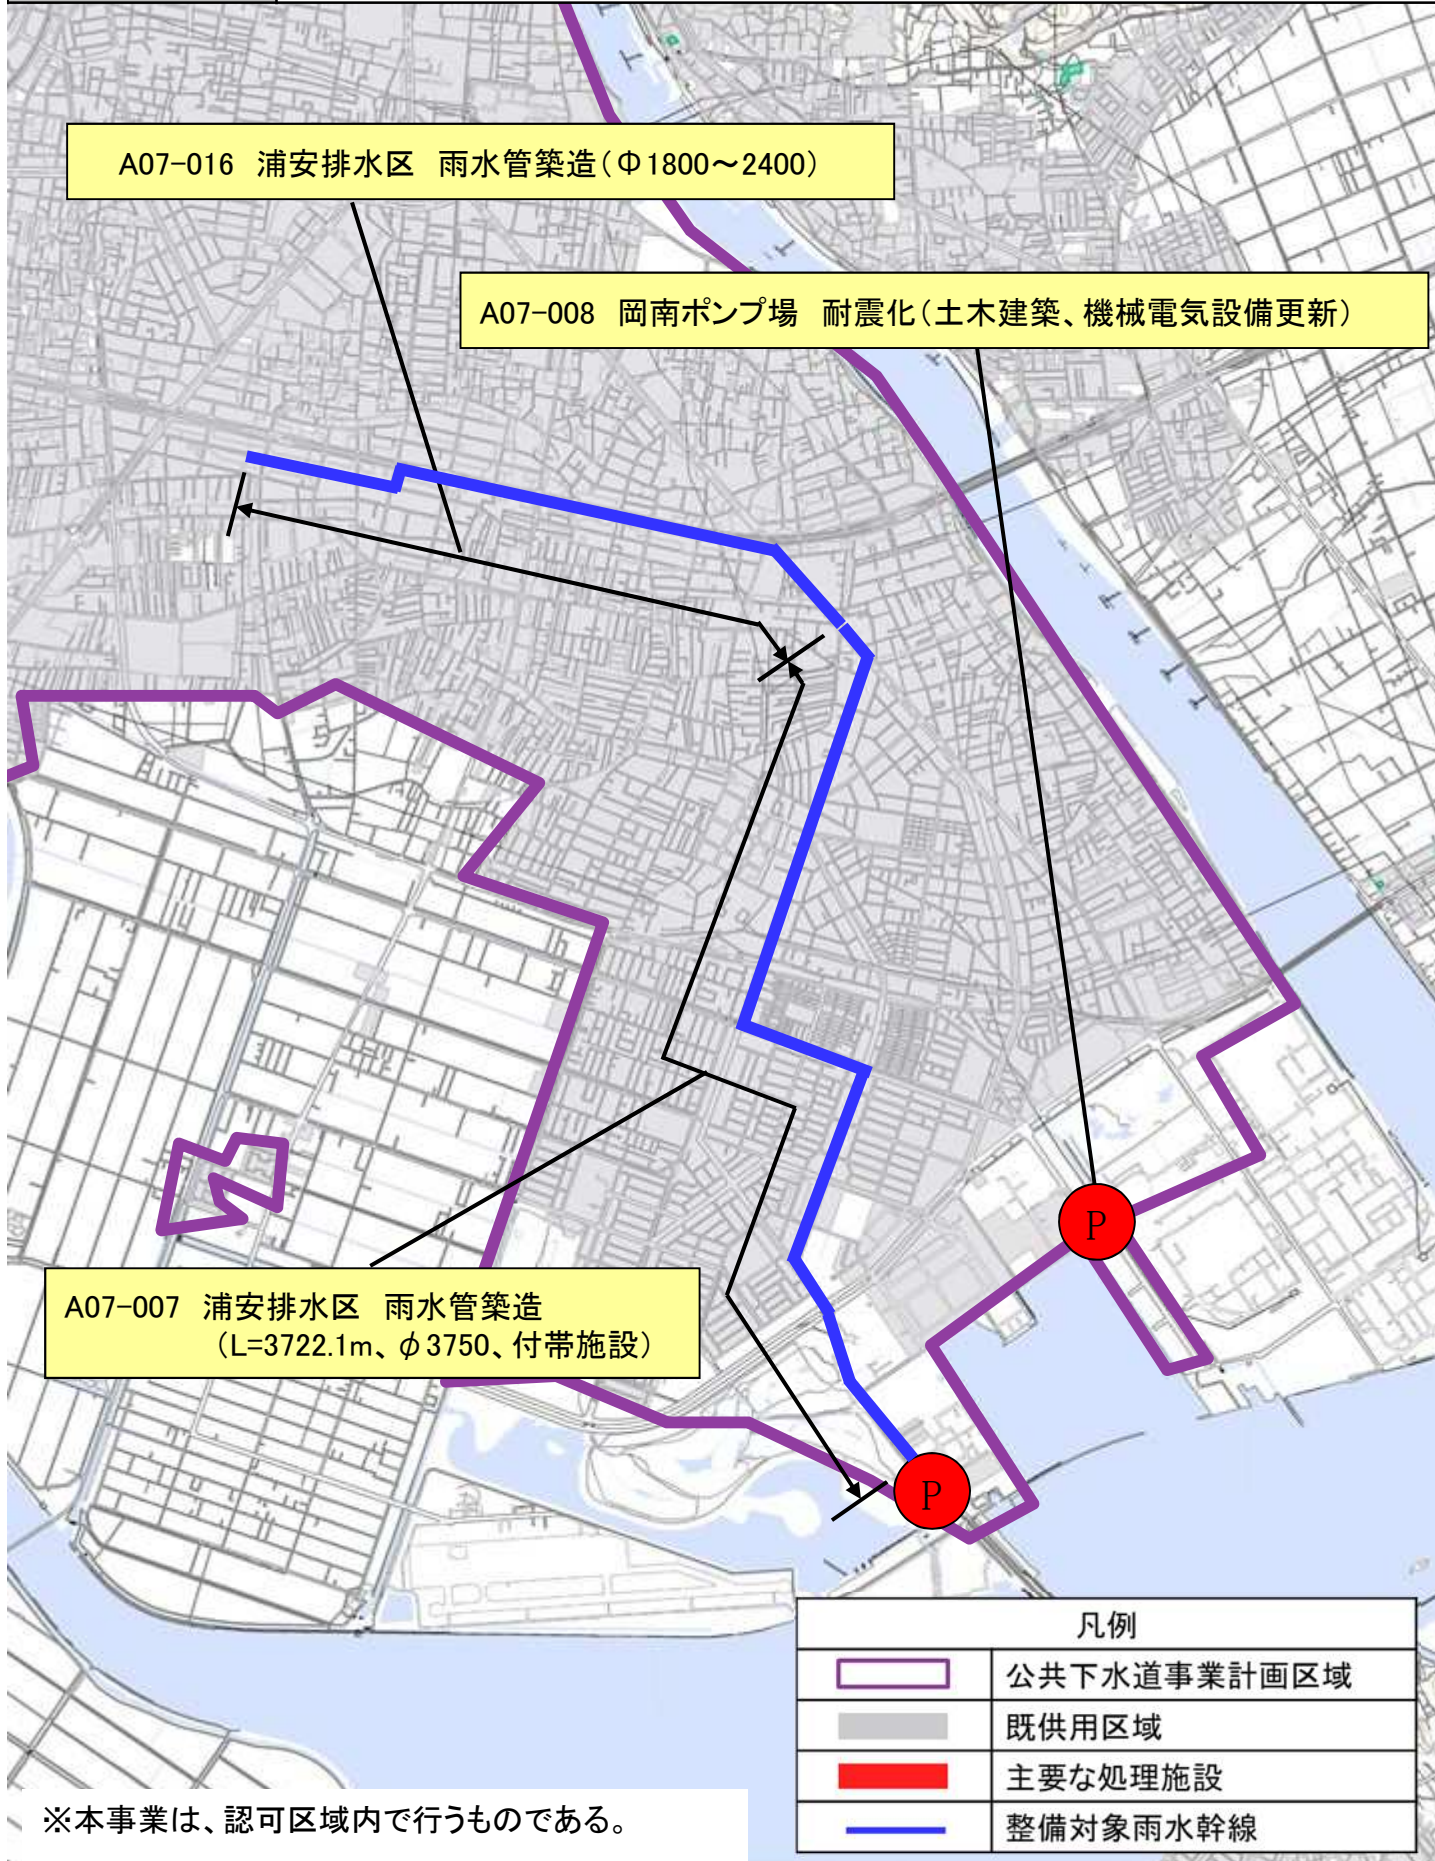 A07-016 浦安排水区 雨水管築造(Φ1800～2400)
A07-008 岡南ポンプ場 耐震化(土木建築、機械電気設備更新)
A07-007 浦安排水区 雨水管築造
(L=3722.1m、φ3750、付帯施設)
P
P
凡例
公共下水道事業計画区域
既供用区域
主要な処理施設
整備対象雨水幹線
※本事業は、認可区域内で行うものである。